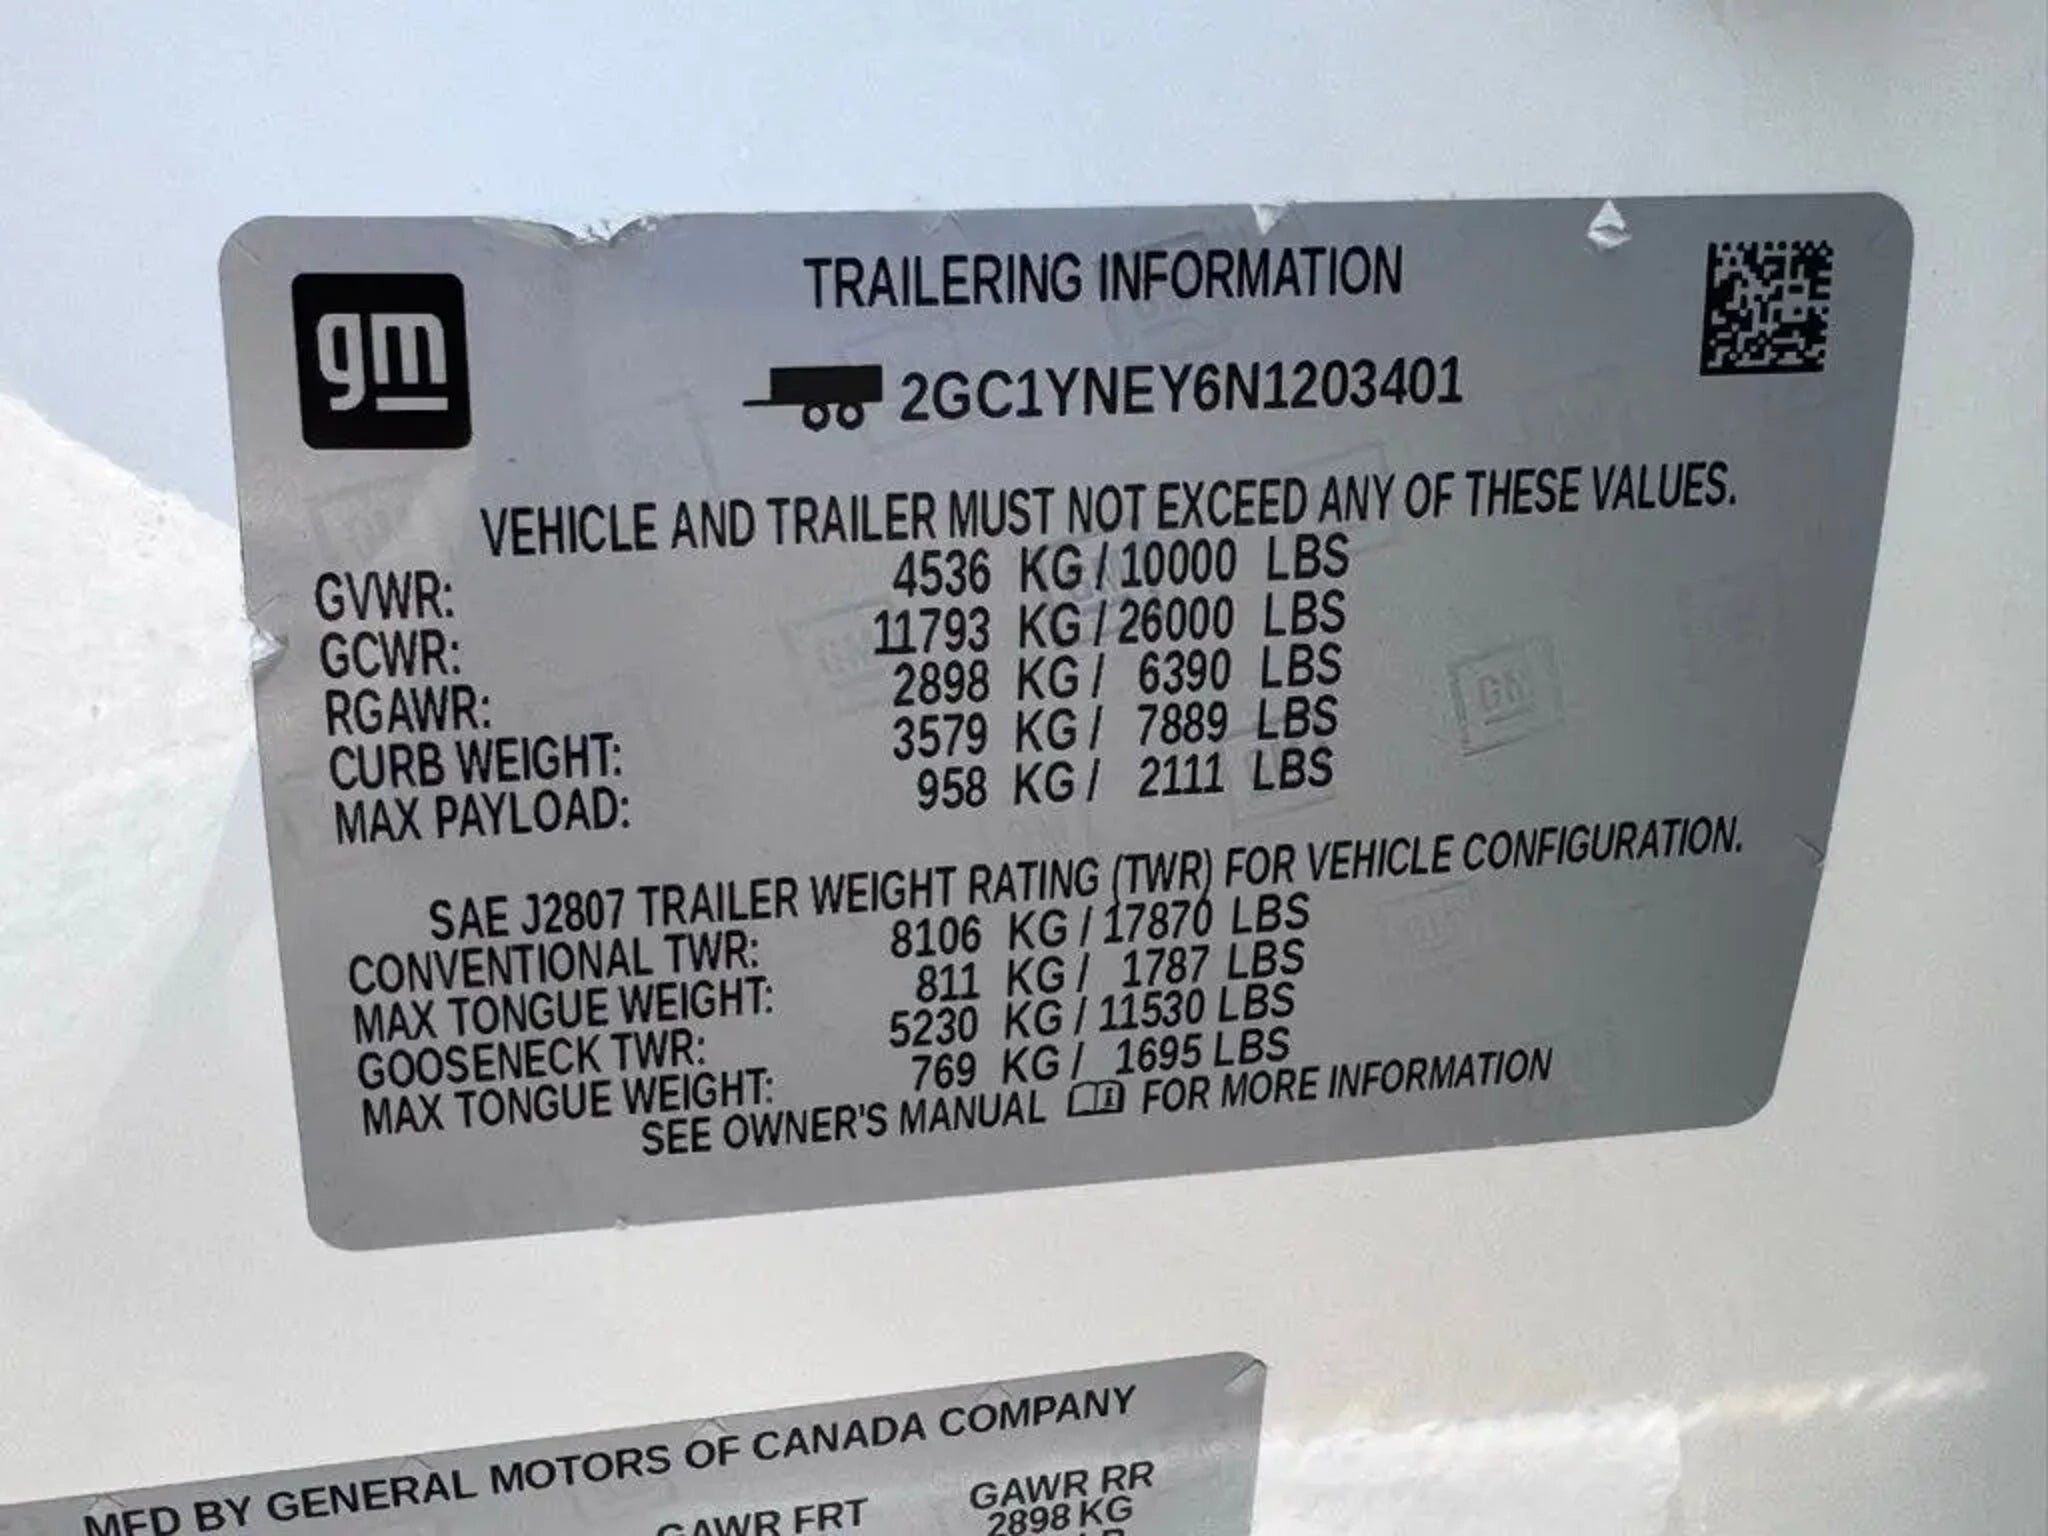 gm
TRAILERING INFORMATION
2GC1YNEY6N1203401
VEHICLE AND TRAILER MUST NOT EXCEED ANY OF THESE VALUES.
GVWR: 4536 KG / 10000 LBS
GCWR: 11793 KG / 26000 LBS
RGAWR: 2898 KG / 6390 LBS
CURB WEIGHT: 3579 KG / 7889 LBS
MAX PAYLOAD: 958 KG / 2111 LBS
SAE J2807 TRAILER WEIGHT RATING (TWR) FOR VEHICLE CONFIGURATION.
CONVENTIONAL TWR: 8106 KG / 17870 LBS
MAX TONGUE WEIGHT: 811 KG / 1787 LBS
GOOSENECK TWR: 5230 KG / 11530 LBS
MAX TONGUE WEIGHT: 769 KG / 1695 LBS
SEE OWNER'S MANUAL FOR MORE INFORMATION
MFD BY GENERAL MOTORS OF CANADA COMPANY
GAWR FRT GAWR RR
2898 KG